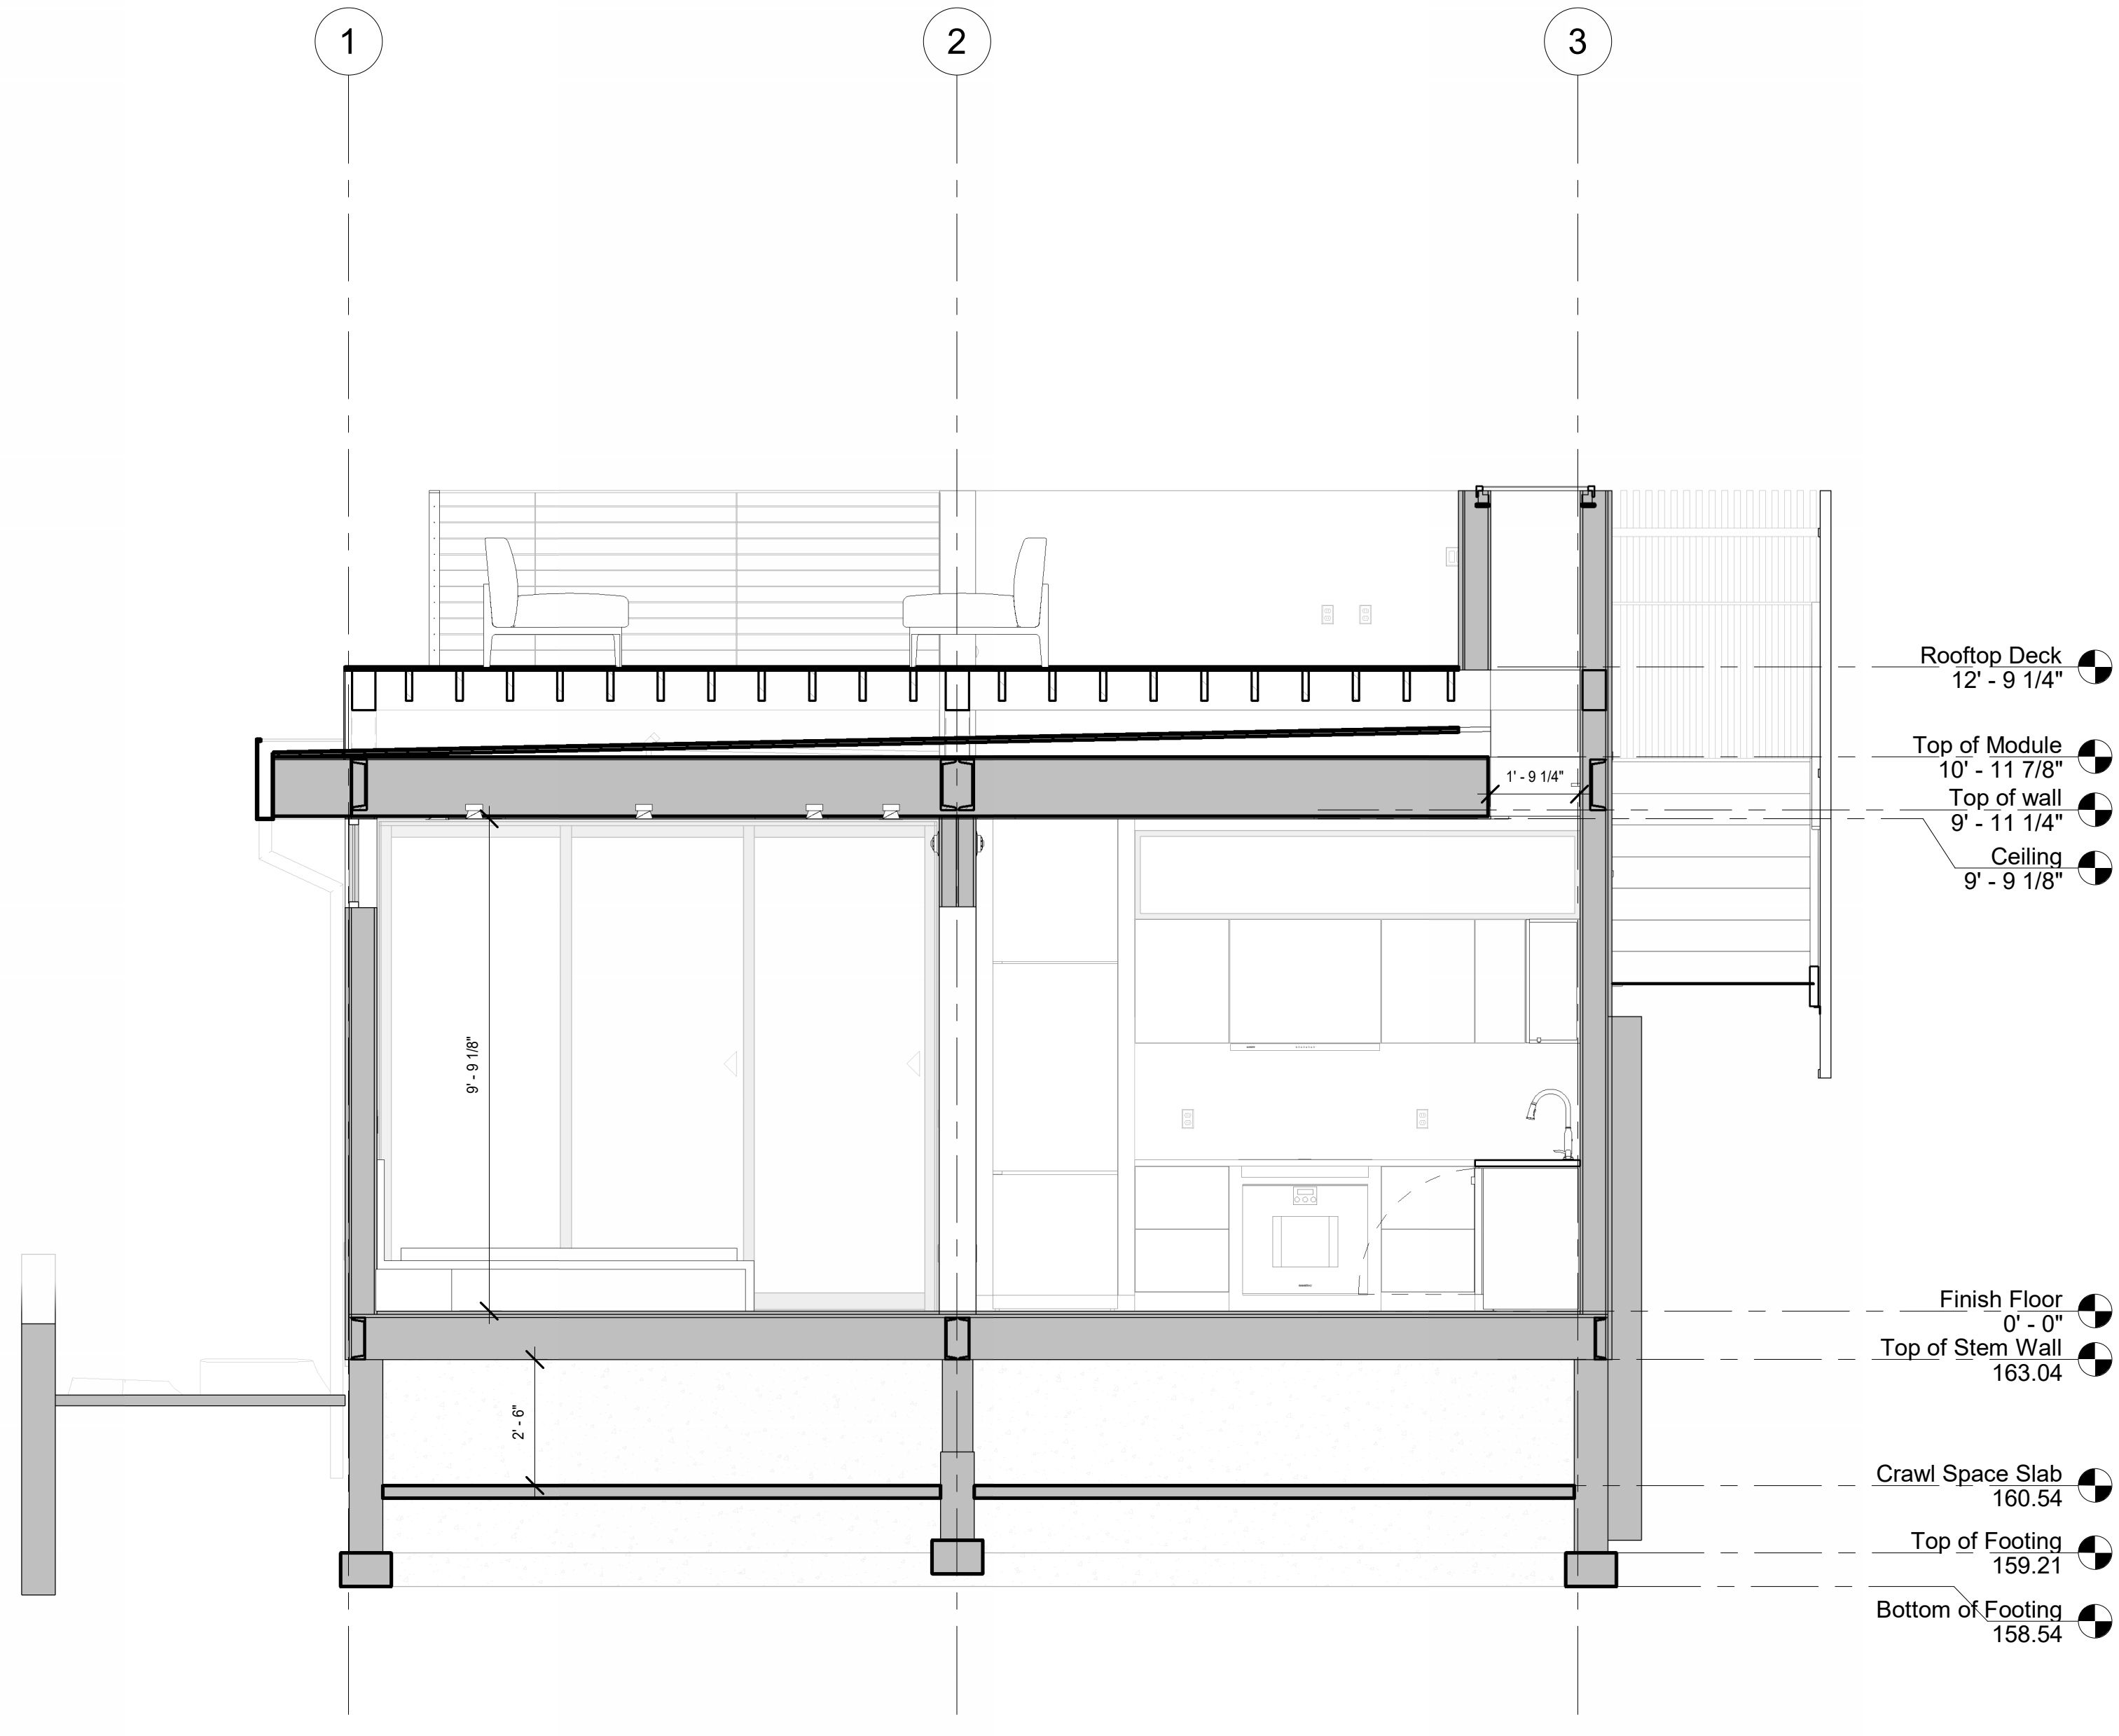 1
2
3
Rooftop Deck
12' - 9 1/4"
Top of Module
10' - 11 7/8"
1' - 9 1/4"
Top of wall
9' - 11 1/4"
Ceiling
9' - 9 1/8"
9' - 9 1/8"
Finish Floor
0' - 0"
Top of Stem Wall
163.04
2' - 6"
Crawl Space Slab
160.54
Top of Footing
159.21
Bottom of Footing
158.54